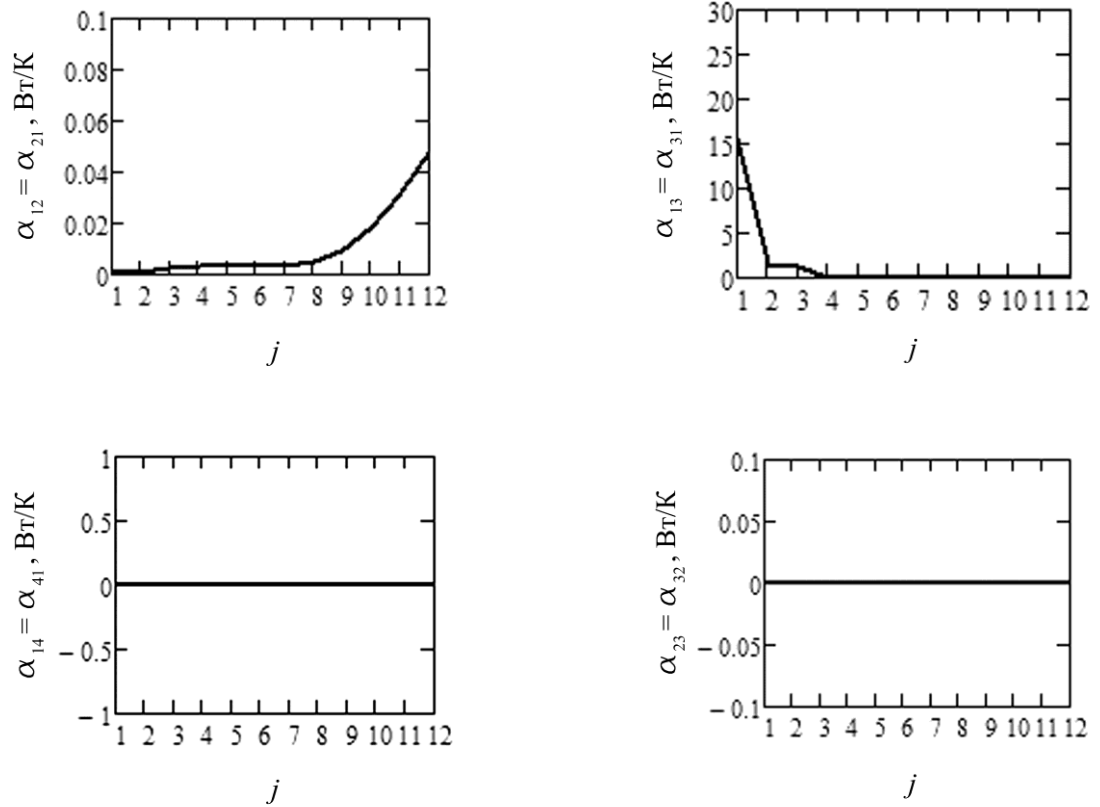 α₁₂ = α₂₁, Вт/К
0.1
0.08
0.06
0.04
0.02
0
1 2 3 4 5 6 7 8 9 10 11 12
j
α₁₃ = α₃₁, Вт/К
30
25
20
15
10
5
0
1 2 3 4 5 6 7 8 9 10 11 12
j
α₁₄ = α₄₁, Вт/К
1
0.5
0
− 0.5
− 1
1 2 3 4 5 6 7 8 9 10 11 12
j
α₂₃ = α₃₂, Вт/К
0.1
0.05
0
− 0.05
− 0.1
1 2 3 4 5 6 7 8 9 10 11 12
j